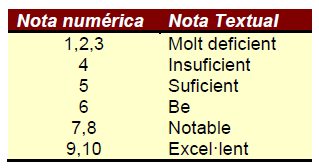 Nota numérica Nota Textual
1,2,3 Molt deficient
4 Insuficient
5 Suficient
6 Be
7,8 Notable
9,10 Excel·lent